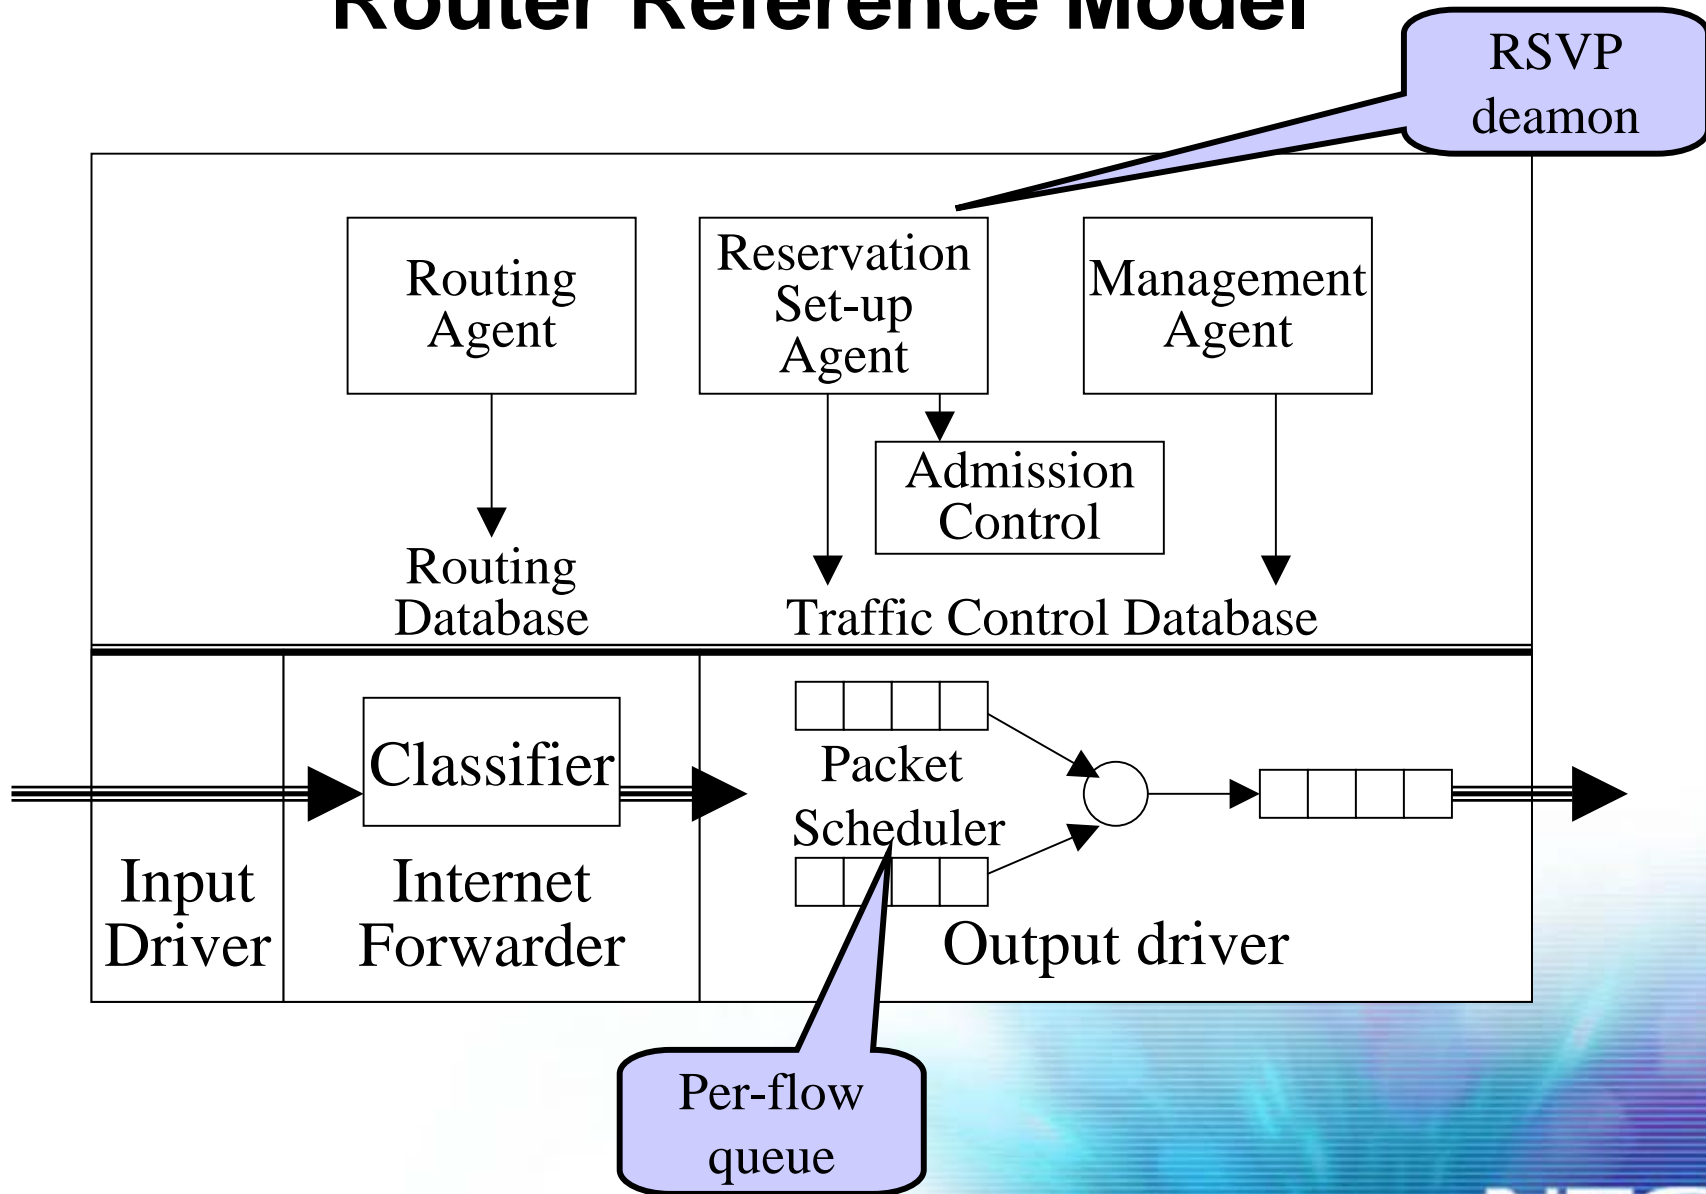 Router Reference Model
RSVP
deamon
Routing
Agent
Reservation
Set-up
Agent
Management
Agent
Admission
Control
Routing
Database
Traffic Control Database
Classifier
Packet
Scheduler
Input
Driver
Internet
Forwarder
Output driver
Per-flow
queue